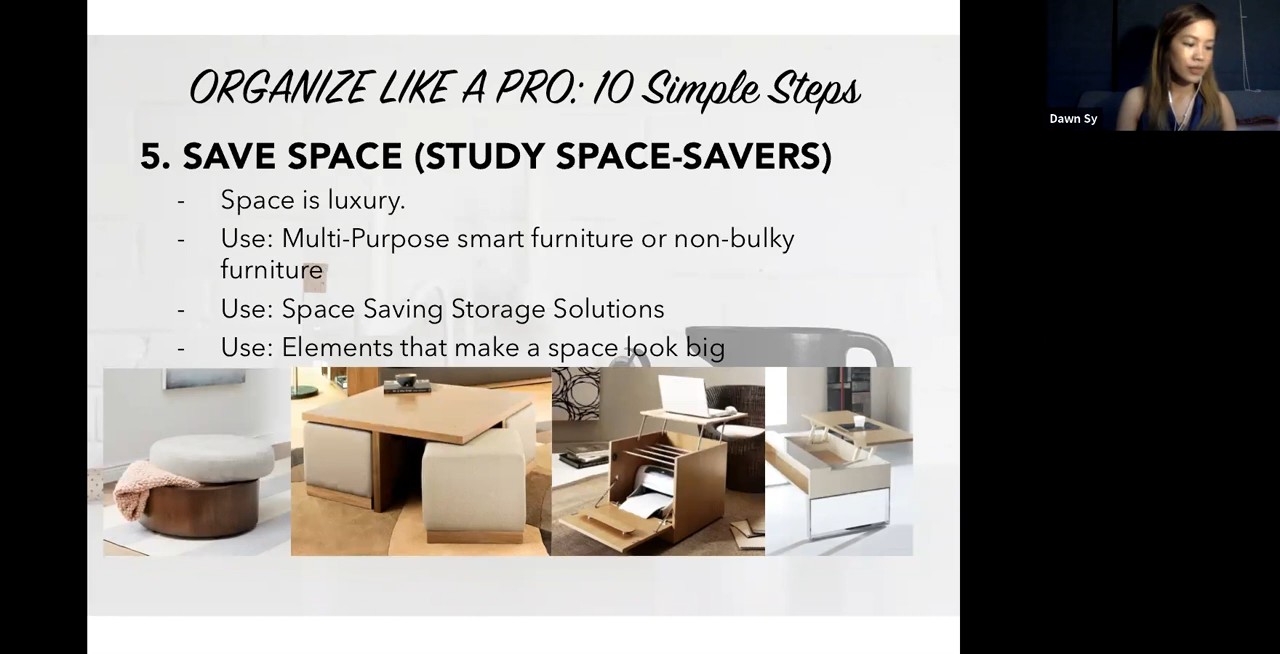 ORGANIZE LIKE A PRO: 10 Simple Steps
5. SAVE SPACE (STUDY SPACE-SAVERS)
- Space is luxury.
- Use: Multi-Purpose smart furniture or non-bulky
furniture
- Use: Space Saving Storage Solutions
- Use: Elements that make a space look big
Dawn Sy